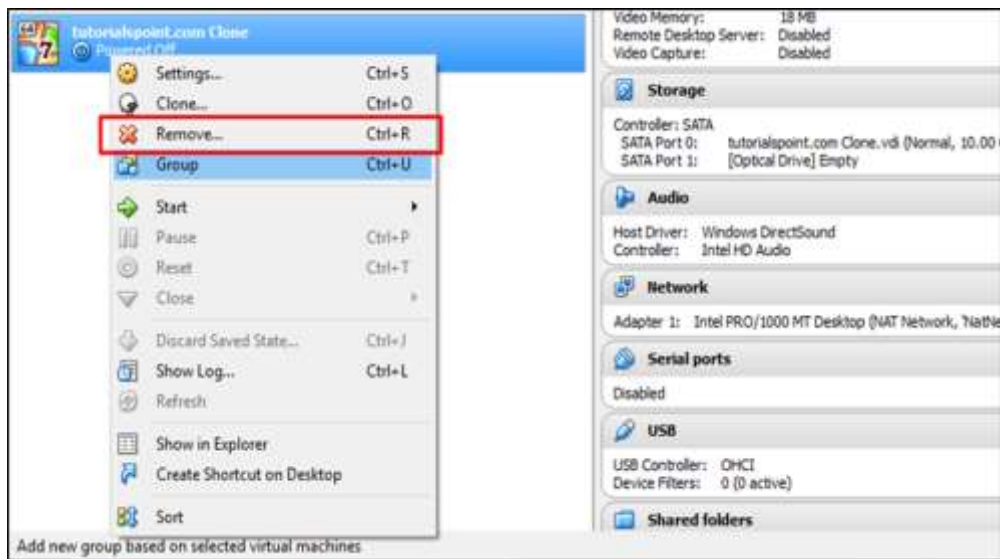 tutorialspoint.com Clone
Powered Off
Settings... Ctrl+S
Clone... Ctrl+O
Remove... Ctrl+R
Group Ctrl+U
Start
Pause Ctrl+P
Reset Ctrl+T
Close
Discard Saved State... Ctrl+J
Show Log... Ctrl+L
Refresh
Show in Explorer
Create Shortcut on Desktop
Sort
Add new group based on selected virtual machines
Video Memory: 18 MB
Remote Desktop Server: Disabled
Video Capture: Disabled
Storage
Controller: SATA
SATA Port 0: tutorialspoint.com Clone.vdi (Normal, 10.00
SATA Port 1: [Optical Drive] Empty
Audio
Host Driver: Windows DirectSound
Controller: Intel HD Audio
Network
Adapter 1: Intel PRO/1000 MT Desktop (NAT Network, 'NatNe
Serial ports
Disabled
USB
USB Controller: OHCI
Device Filters: 0 (0 active)
Shared folders